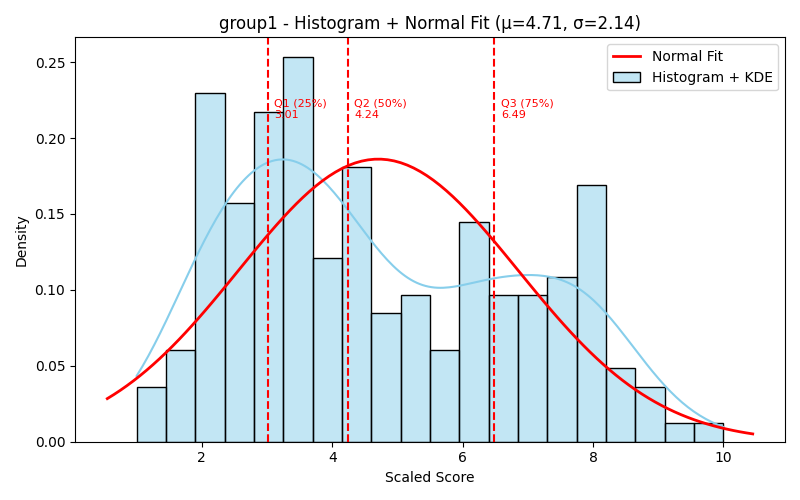 group1 - Histogram + Normal Fit (μ=4.71, σ=2.14)
Normal Fit
Histogram + KDE
Q1 (25%)
3.01
Q2 (50%)
4.24
Q3 (75%)
6.49
Density
0.25
0.20
0.15
0.10
0.05
0.00
2
4
6
8
10
Scaled Score